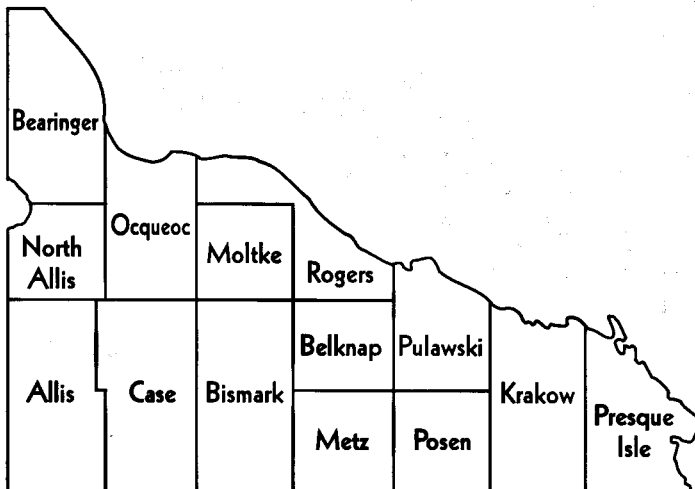 Bearinger
Ocqueoc
North
Allis
Moltke
Rogers
Belknap
Pulawski
Allis
Case
Bismark
Krakow
Presque
Isle
Metz
Posen